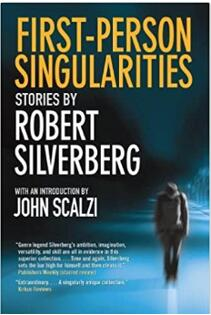 FIRST-PERSON
SINGULARITIES
STORIES BY
ROBERT
SILVERBERG
WITH AN INTRODUCTION BY
JOHN SCALZI
"Genre legend Silverberg's ambition, imagination,
versatility, and skill are all in evidence in this
superior collection. . . . Time and again, Silverberg
sets the bar high for himself and then clears it."
Publishers Weekly (starred review)
"Extraordinary. . . . A singularly unique collection."
Kirkus Reviews